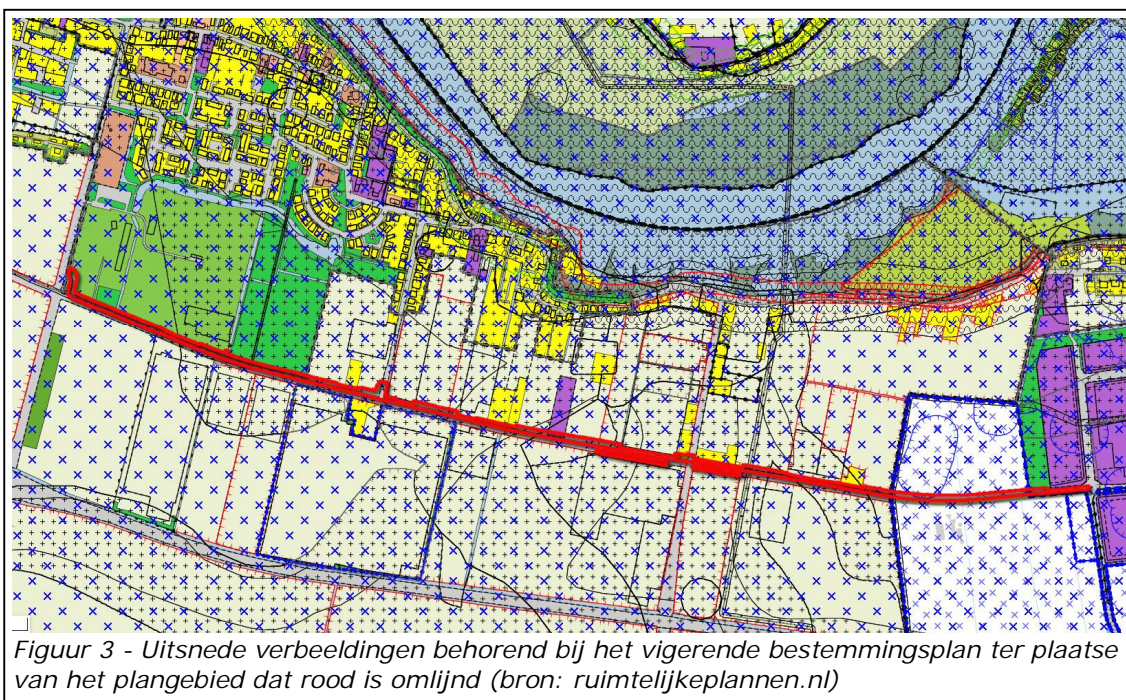 Figuur 3 - Uitsnede verbeeldingen behorend bij het vigerende bestemmingsplan ter plaatse
van het plangebied dat rood is omlijnd (bron: ruimtelijkeplannen.nl)